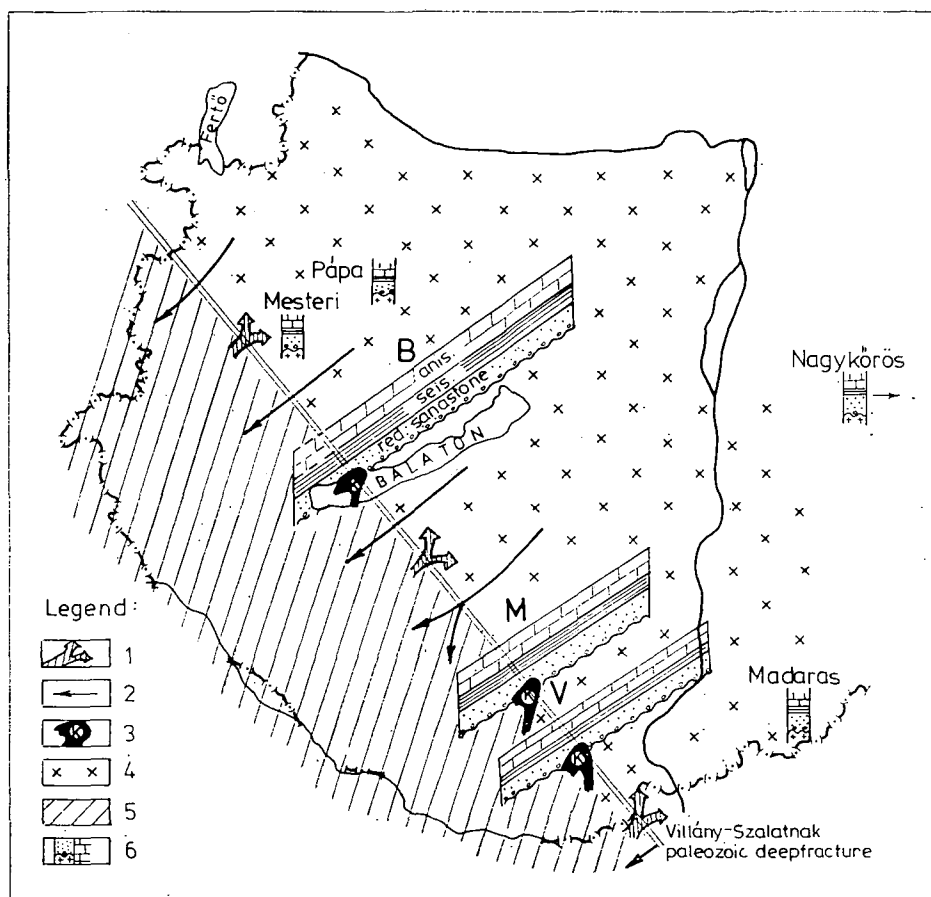 Fertő
Pápa
Mesteri
B
anis.
seis
red. sanastone
BALATON
Nagykőrös
M
V
Madaras
Legend:
1
2
K 3
4
5
6
K
K
K
Villány-Szalatnak
paleozoic deepfracture